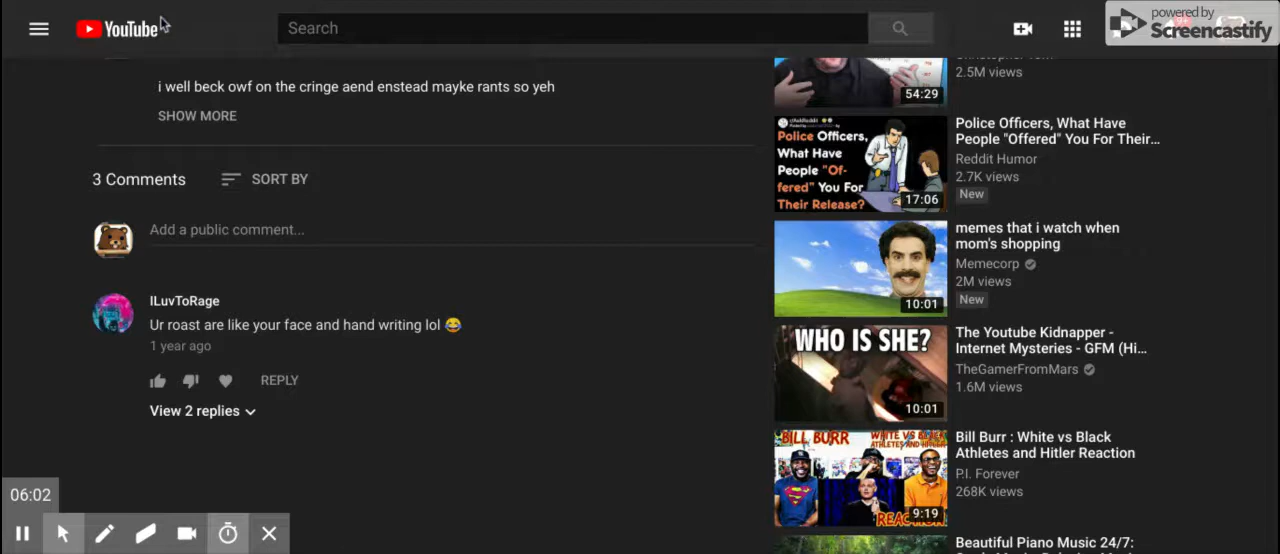 YouTube
Search
9+
powered by
Screencastify
i well beck owf on the cringe aend enstead mayke rants so yeh
SHOW MORE
3 Comments
SORT BY
Add a public comment...
ILuvToRage
Ur roast are like your face and hand writing lol 😂
1 year ago
REPLY
View 2 replies
06:02
2.5M views
54:29
Police Officers,
What Have
People "Of-
fered" You For
Their Release?
17:06
Police Officers, What Have
People "Offered" You For Their...
Reddit Humor
2.7K views
New
10:01
memes that i watch when
mom's shopping
Memecorp
2M views
New
WHO IS SHE?
10:01
The Youtube Kidnapper -
Internet Mysteries - GFM (Hi...
TheGamerFromMars
1.6M views
BILL BURR
WHITE VS BLACK
ATHLETES AND HITLER
REACTION
9:19
Bill Burr : White vs Black
Athletes and Hitler Reaction
P.I. Forever
268K views
Beautiful Piano Music 24/7: